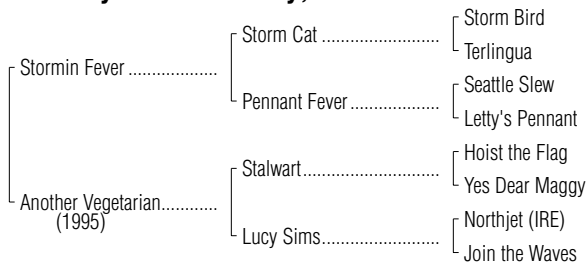 Storm Bird
Storm Cat
Terlingua
Stormin Fever
Seattle Slew
Pennant Fever
Letty's Pennant
Hoist the Flag
Stalwart
Yes Dear Maggy
Another Vegetarian
(1995)
Northjet (IRE)
Lucy Sims
Join the Waves